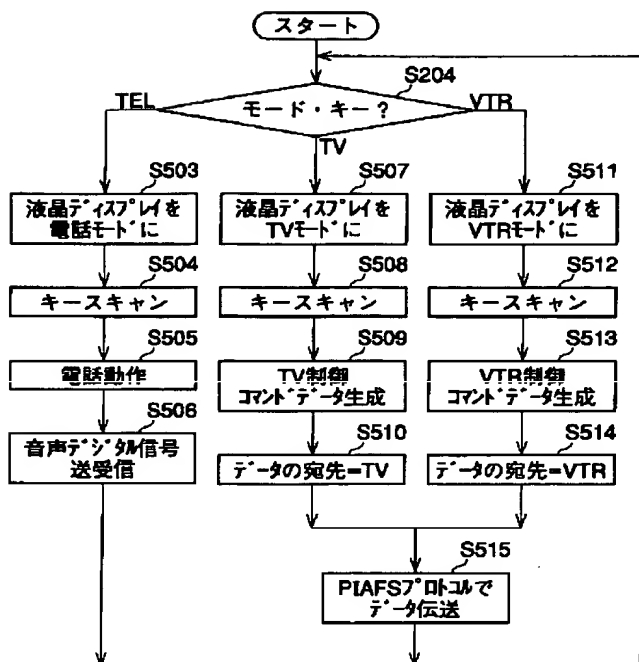 スタート
S204
モード・キー?
TEL
TV
VTR
S503
液晶ディスプレイを
電話モードに
S504
キースキャン
S505
電話動作
S506
音声デジタル信号
送受信
S507
液晶ディスプレイを
TVモードに
S508
キースキャン
S509
TV制御
コマンドデータ生成
S510
データの宛先=TV
S511
液晶ディスプレイを
VTRモードに
S512
キースキャン
S513
VTR制御
コマンドデータ生成
S514
データの宛先=VTR
S515
PIAFSプロトコルで
データ伝送